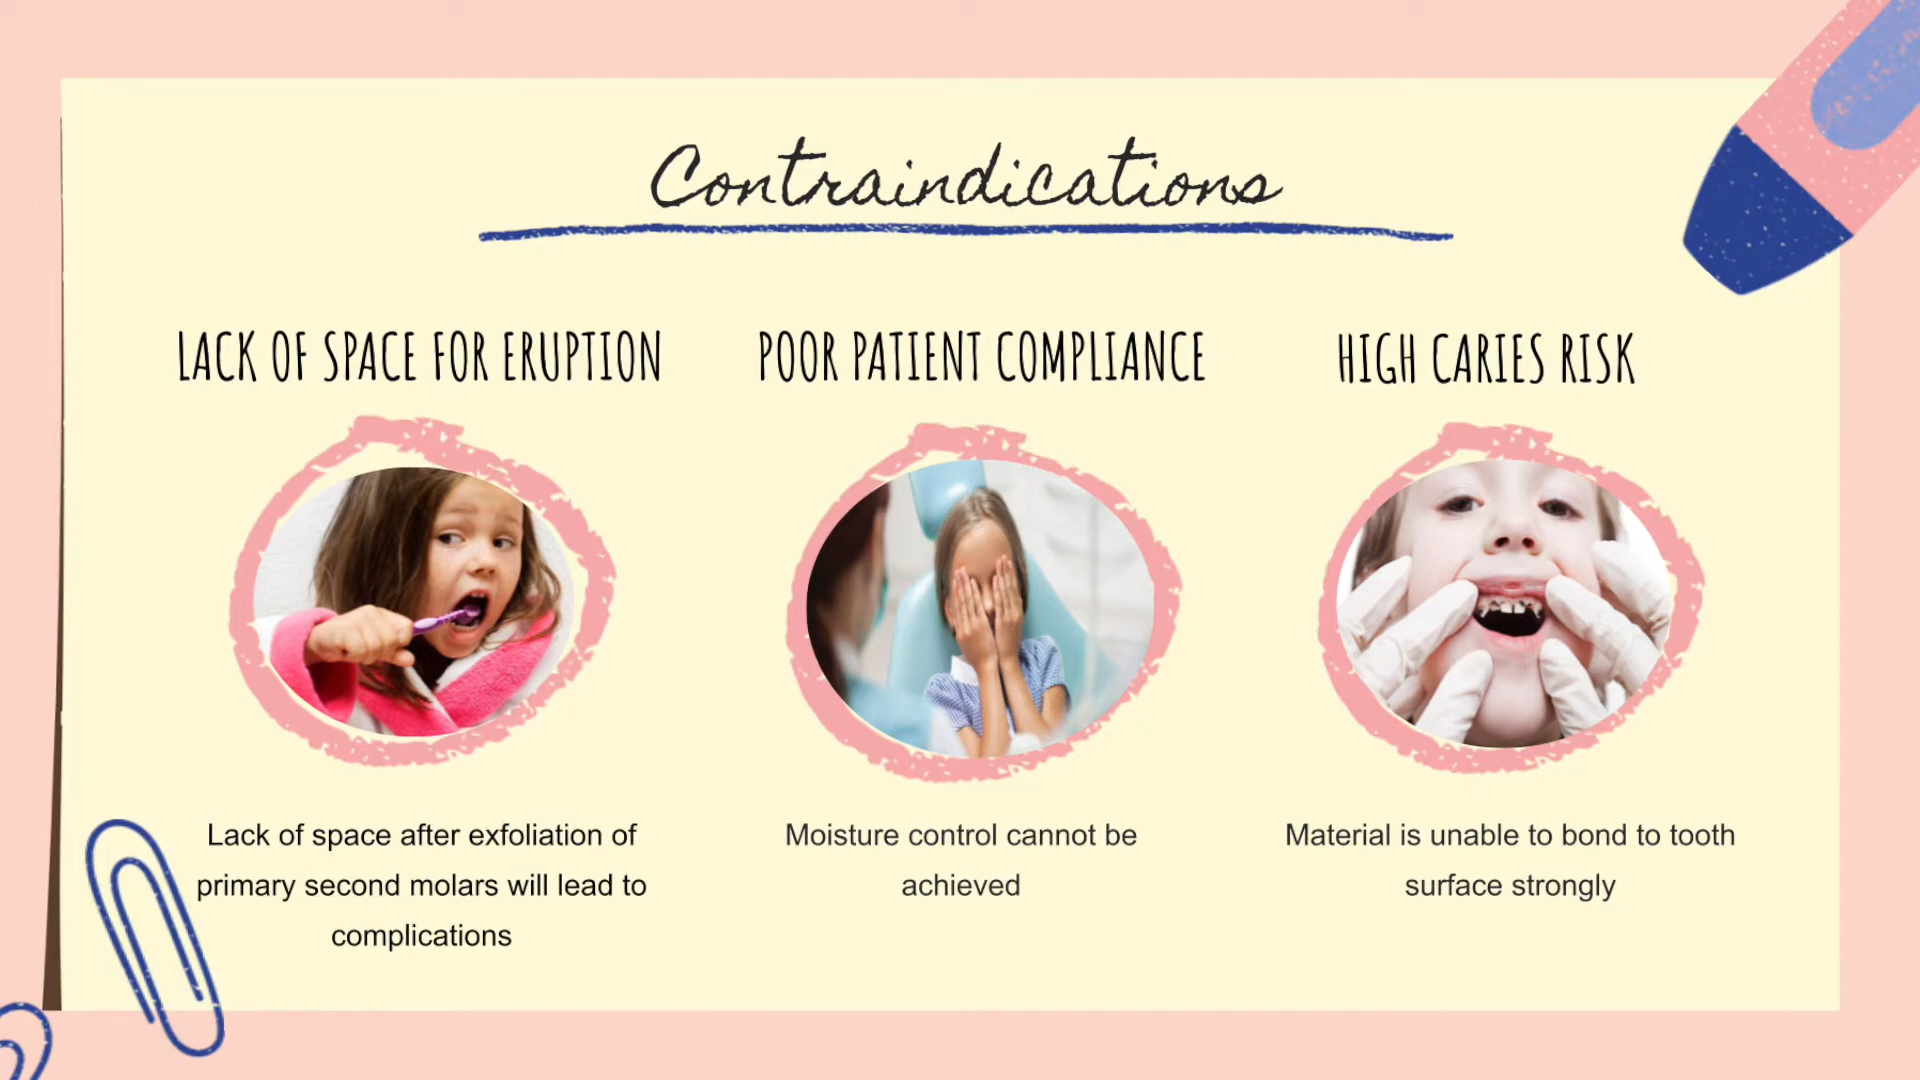 Contraindications
LACK OF SPACE FOR ERUPTION
Lack of space after exfoliation of
primary second molars will lead to
complications
POOR PATIENT COMPLIANCE
Moisture control cannot be
achieved
HIGH CARIES RISK
Material is unable to bond to tooth
surface strongly